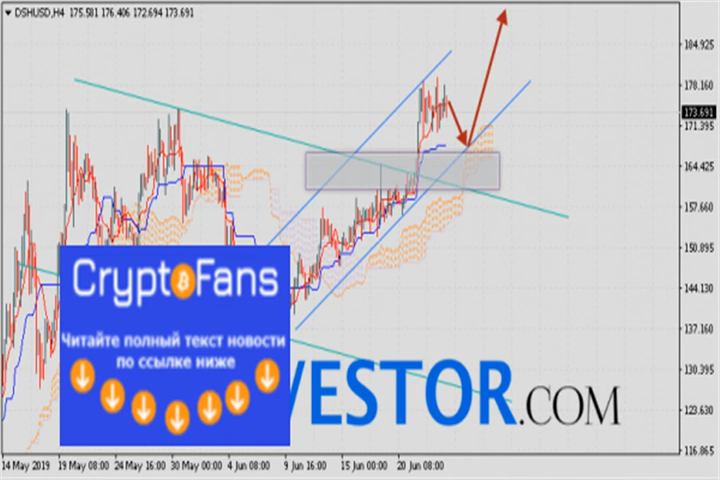 DSHUSD,H4 175.581 176.406 172.694 173.691
184.925
178.160
173.691
171.395
164.425
157.660
150.995
144.130
137.160
130.395
123.630
116.865
CryptoFans
Читайте полный текст новости
по ссылке ниже
VESTOR.COM
14 May 2019 19 May 08:00 24 May 16:00 30 May 00:00 4 Jun 08:00 9 Jun 16:00 15 Jun 00:00 20 Jun 08:00